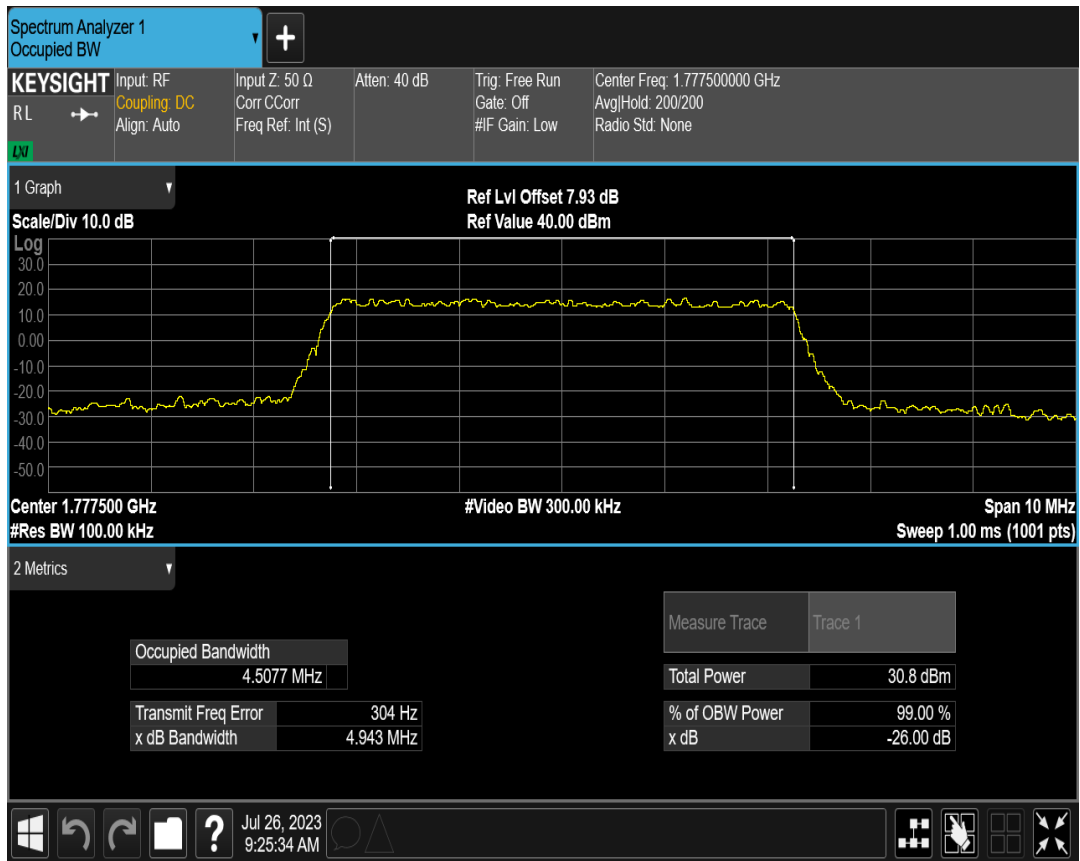 Spectrum Analyzer 1
Occupied BW
+
KEYSIGHT
RL
LXI
Input: RF
Coupling: DC
Align: Auto
Input Z: 50 Ω
Corr CCorr
Freq Ref: Int (S)
Atten: 40 dB
Trig: Free Run
Gate: Off
#IF Gain: Low
Center Freq: 1.777500000 GHz
Avg|Hold: 200/200
Radio Std: None
1 Graph
Scale/Div 10.0 dB
Ref Lvl Offset 7.93 dB
Ref Value 40.00 dBm
Log
30.0
20.0
10.0
0.00
-10.0
-20.0
-30.0
-40.0
-50.0
Center 1.777500 GHz
#Video BW 300.00 kHz
Span 10 MHz
#Res BW 100.00 kHz
Sweep 1.00 ms (1001 pts)
2 Metrics
Measure Trace Trace 1
Occupied Bandwidth
4.5077 MHz
Total Power 30.8 dBm
Transmit Freq Error 304 Hz
% of OBW Power 99.00 %
x dB Bandwidth 4.943 MHz
x dB -26.00 dB
?
Jul 26, 2023
9:25:34 AM